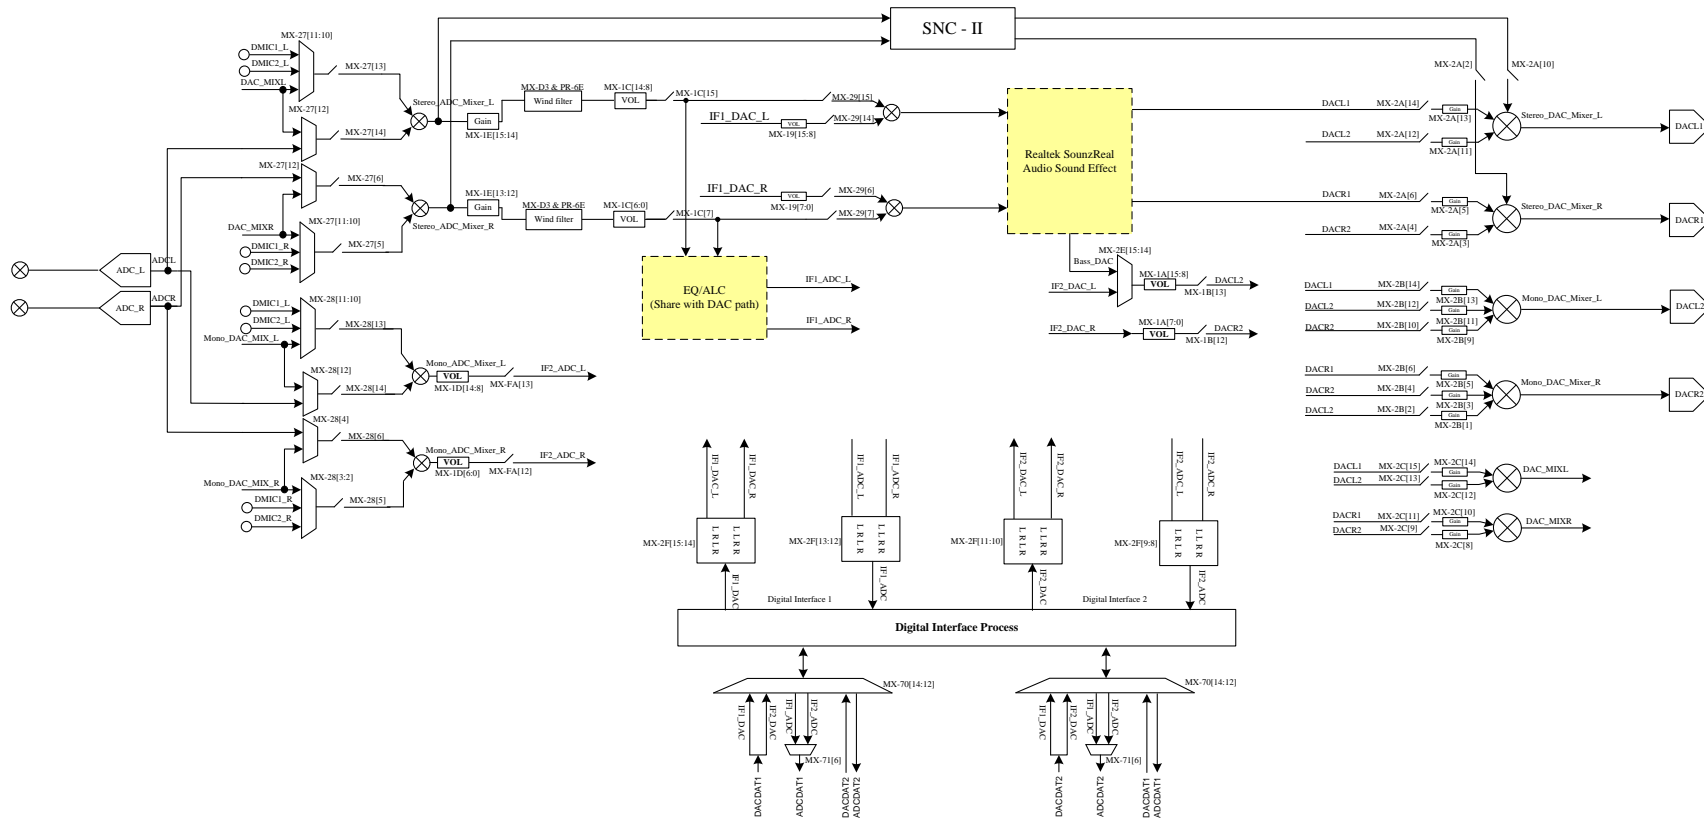 SNC - II
MX-27[11:10]
DMIC1_L
DMIC2_L
DAC_MIXL
MX-27[13]
MX-27[12]
MX-27[14]
Stereo_ADC_Mixer_L
Gain
MX-1E[15:14]
MX-D3 & PR-6E
Wind filter
MX-1C[14:8]
VOL
MX-1C[15]
IF1_DAC_L
VOL
MX-19[15:8]
MX-29[15]
MX-29[14]
MX-27[12]
MX-27[6]
MX-1E[13:12]
Gain
MX-D3 & PR-6E
Wind filter
MX-1C[6:0]
VOL
MX-1C[7]
IF1_DAC_R
VOL
MX-19[7:0]
MX-29[6]
MX-29[7]
MX-27[11:10]
DAC_MIXR
DMIC1_R
DMIC2_R
MX-27[5]
Stereo_ADC_Mixer_R
Realtek SounzReal
Audio Sound Effect
EQ/ALC
(Share with DAC path)
IF1_ADC_L
IF1_ADC_R
Bass_DAC
MX-2E[15:14]
IF2_DAC_L
MX-1A[15:8]
VOL
MX-1B[13]
DACL2
IF2_DAC_R
MX-1A[7:0]
VOL
MX-1B[12]
DACR2
MX-2A[2]
MX-2A[10]
DACL1
MX-2A[14]
Gain
MX-2A[13]
DACL2
MX-2A[12]
Gain
MX-2A[11]
Stereo_DAC_Mixer_L
DACL1
DACR1
MX-2A[6]
Gain
MX-2A[5]
DACR2
MX-2A[4]
Gain
MX-2A[3]
Stereo_DAC_Mixer_R
DACR1
DACL1
MX-2B[14]
Gain
MX-2B[13]
DACL2
MX-2B[12]
Gain
MX-2B[11]
DACR2
MX-2B[10]
Gain
MX-2B[9]
Mono_DAC_Mixer_L
DACL2
DACR1
MX-2B[6]
Gain
MX-2B[5]
DACR2
MX-2B[4]
Gain
MX-2B[3]
DACL2
MX-2B[2]
Gain
MX-2B[1]
Mono_DAC_Mixer_R
DACR2
DACL1
MX-2C[15]
MX-2C[14]
Gain
DACL2
MX-2C[13]
Gain
MX-2C[12]
DAC_MIXL
DACR1
MX-2C[11]
MX-2C[10]
Gain
DACR2
MX-2C[9]
Gain
MX-2C[8]
DAC_MIXR
ADC_L
ADCL
ADC_R
ADCR
MX-28[11:10]
DMIC1_L
DMIC2_L
Mono_DAC_MIX_L
MX-28[13]
MX-28[12]
MX-28[14]
Mono_ADC_Mixer_L
VOL
MX-1D[14:8]
MX-FA[13]
IF2_ADC_L
MX-28[4]
MX-28[6]
Mono_ADC_Mixer_R
VOL
MX-1D[6:0]
MX-FA[12]
IF2_ADC_R
Mono_DAC_MIX_R
MX-28[3:2]
DMIC1_R
DMIC2_R
MX-28[5]
IF1_DAC_L
IF1_DAC_R
IF1_ADC_L
IF1_ADC_R
IF2_DAC_L
IF2_DAC_R
IF2_ADC_L
IF2_ADC_R
MX-2F[15:14]
L R L R
L L R R
MX-2F[13:12]
L R L R
L L R R
MX-2F[11:10]
L R L R
L L R R
MX-2F[9:8]
L R L R
L L R R
IF1_DAC
IF1_ADC
IF2_DAC
IF2_ADC
Digital Interface 1
Digital Interface 2
Digital Interface Process
MX-70[14:12]
MX-70[14:12]
IF1_DAC
IF2_DAC
IF1_ADC
IF2_ADC
MX-71[6]
IF1_DAC
IF2_DAC
IF1_ADC
IF2_ADC
MX-71[6]
DACDAT1
ADCDAT1
DACDAT2
ADCDAT2
DACDAT2
ADCDAT2
DACDAT1
ADCDAT1